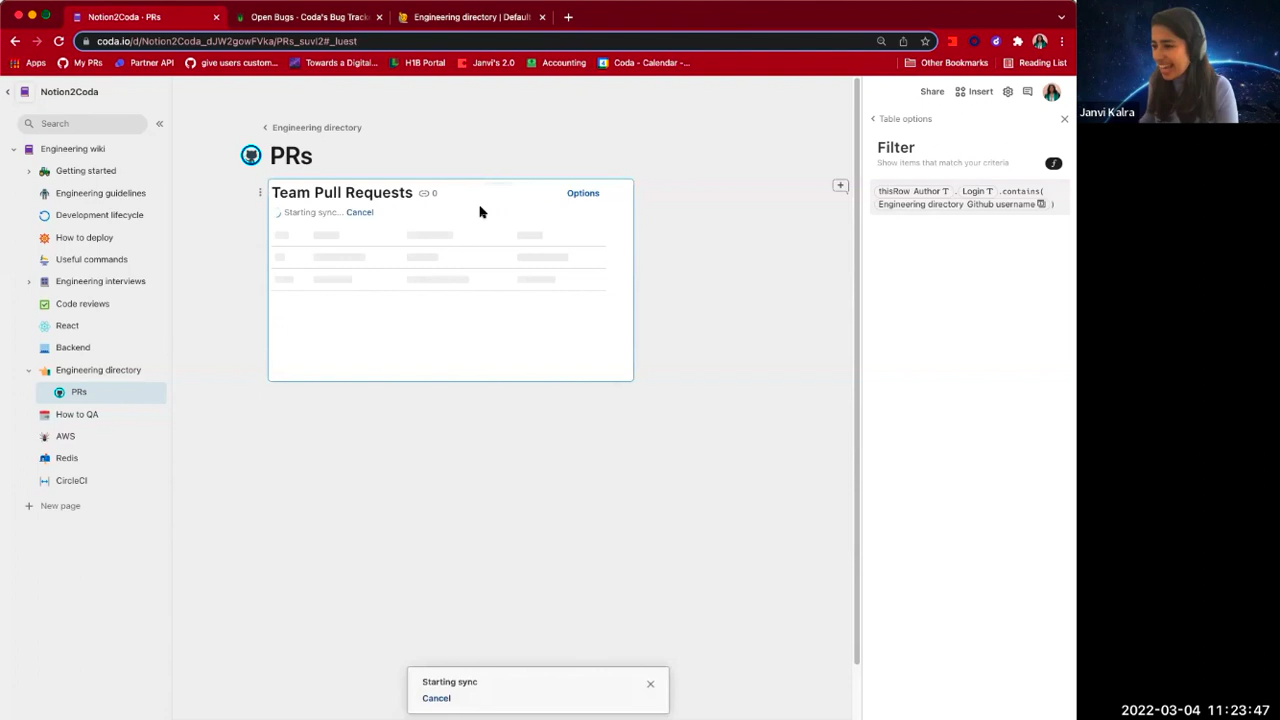 Notion2Coda · PRs
Open Bugs - Coda's Bug Track
Engineering directory | Default
coda.io/d/Notion2Coda_dJW2gowFVka/PRs_suvl2#_luest
Apps
My PRs
Partner API
give users custom...
Towards a Digital...
H1B Portal
Janvi's 2.0
Accounting
Coda - Calendar -...
Other Bookmarks
Reading List
Notion2Coda
Share
Insert
Janvi Kalra
Search
Engineering wiki
Getting started
Engineering guidelines
Development lifecycle
How to deploy
Useful commands
Engineering interviews
Code reviews
React
Backend
Engineering directory
PRs
How to QA
AWS
Redis
CircleCI
New page
Engineering directory
PRs
Team Pull Requests
0
Options
Starting sync... Cancel
Table options
Filter
Show items that match your criteria
thisRow Author . Login .contains(
Engineering directory Github username )
Starting sync
Cancel
2022-03-04 11:23:47